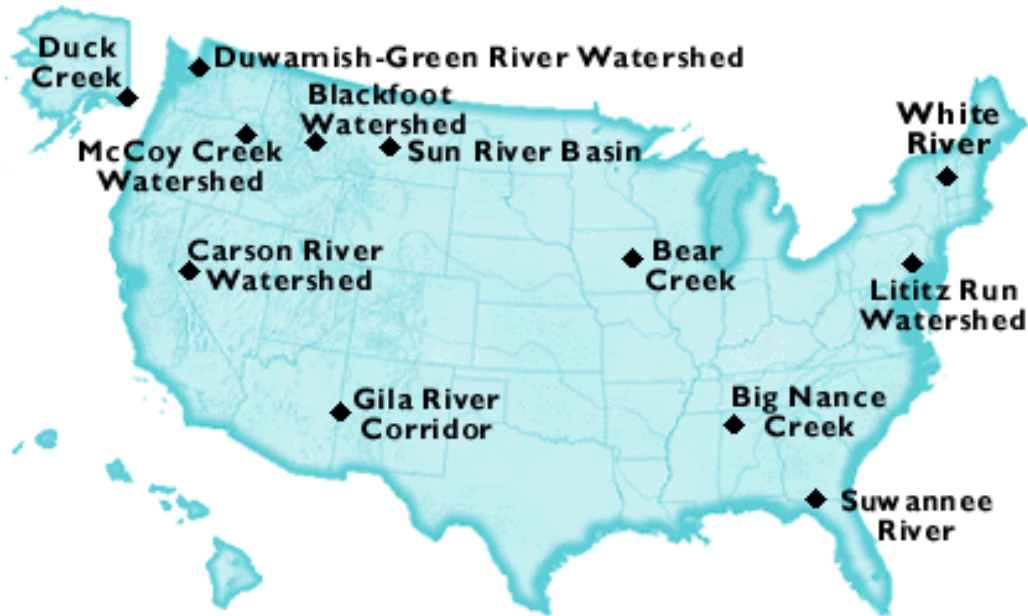 Duck
Creek
Duwamish-Green River Watershed
Blackfoot
Watershed
McCoy Creek
Watershed
Sun River Basin
White
River
Carson River
Watershed
Bear
Creek
Lititz Run
Watershed
Gila River
Corridor
Big Nance
Creek
Suwannee
River